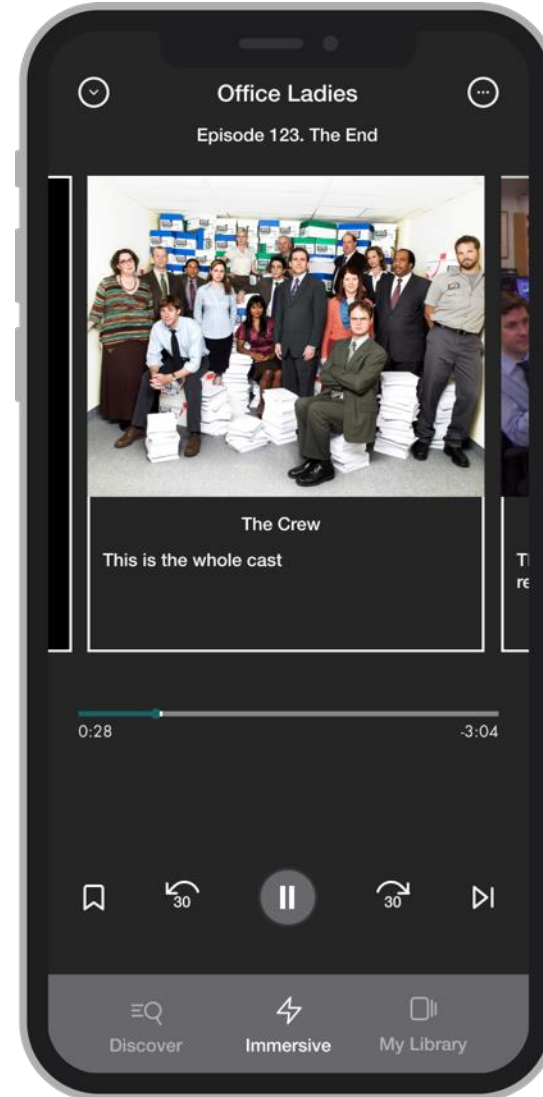 Office Ladies
Episode 123. The End
The Crew
This is the whole cast
0:28
-3:04
30
30
Discover
Immersive
My Library